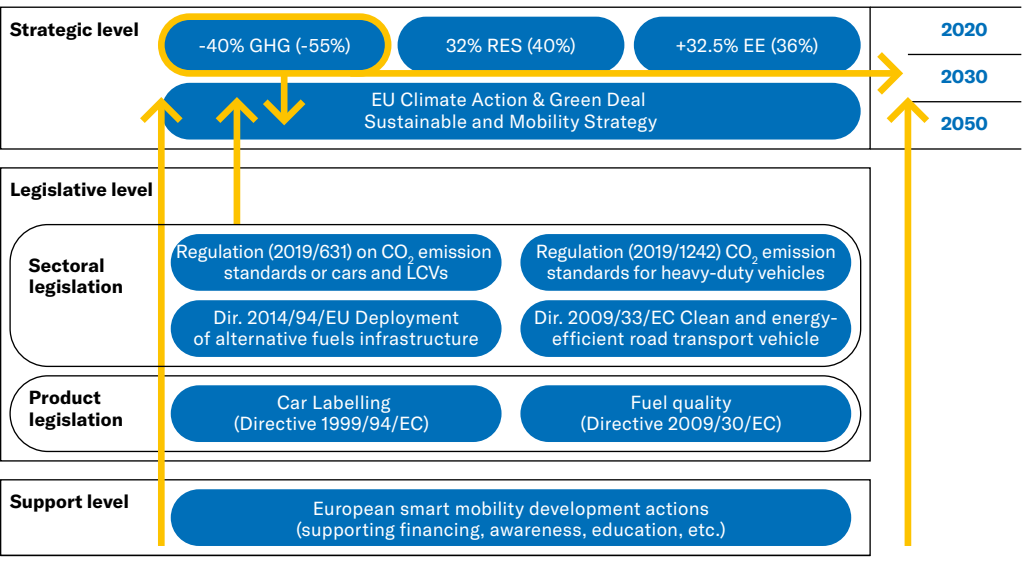 Strategic level
-40% GHG (-55%)
32% RES (40%)
+32.5% EE (36%)
2020
2030
2050
EU Climate Action & Green Deal
Sustainable and Mobility Strategy
Legislative level
Sectoral
legislation
Regulation (2019/631) on CO₂ emission
standards or cars and LCVs
Regulation (2019/1242) CO₂ emission
standards for heavy-duty vehicles
Dir. 2014/94/EU Deployment
of alternative fuels infrastructure
Dir. 2009/33/EC Clean and energy-
efficient road transport vehicle
Product
legislation
Car Labelling
(Directive 1999/94/EC)
Fuel quality
(Directive 2009/30/EC)
Support level
European smart mobility development actions
(supporting financing, awareness, education, etc.)